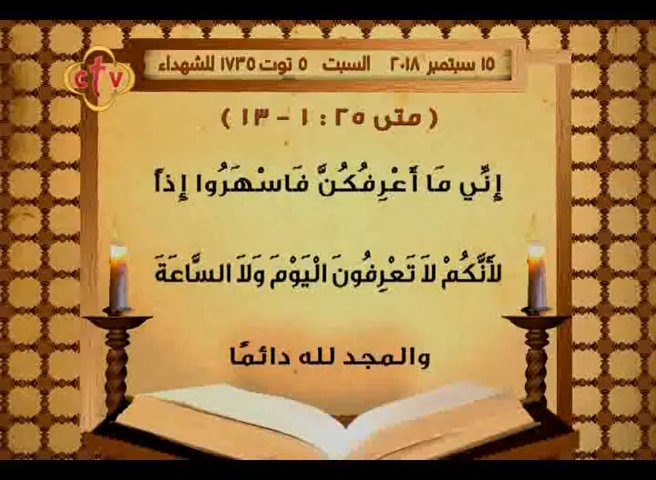 CTV
١٥ سبتمبر ٢٠١٨ السبت ٥ توت ١٧٣٥ للشهداء
( متى ٢٥ : ١ - ١٣ )
إِنِّي مَا أَعْرِفُكُنَّ فَاسْهَرُوا إِذاً
لأَنَّكُمْ لاَ تَعْرِفُونَ الْيَوْمَ وَلاَ السَّاعَةَ
والمجد لله دائمًا